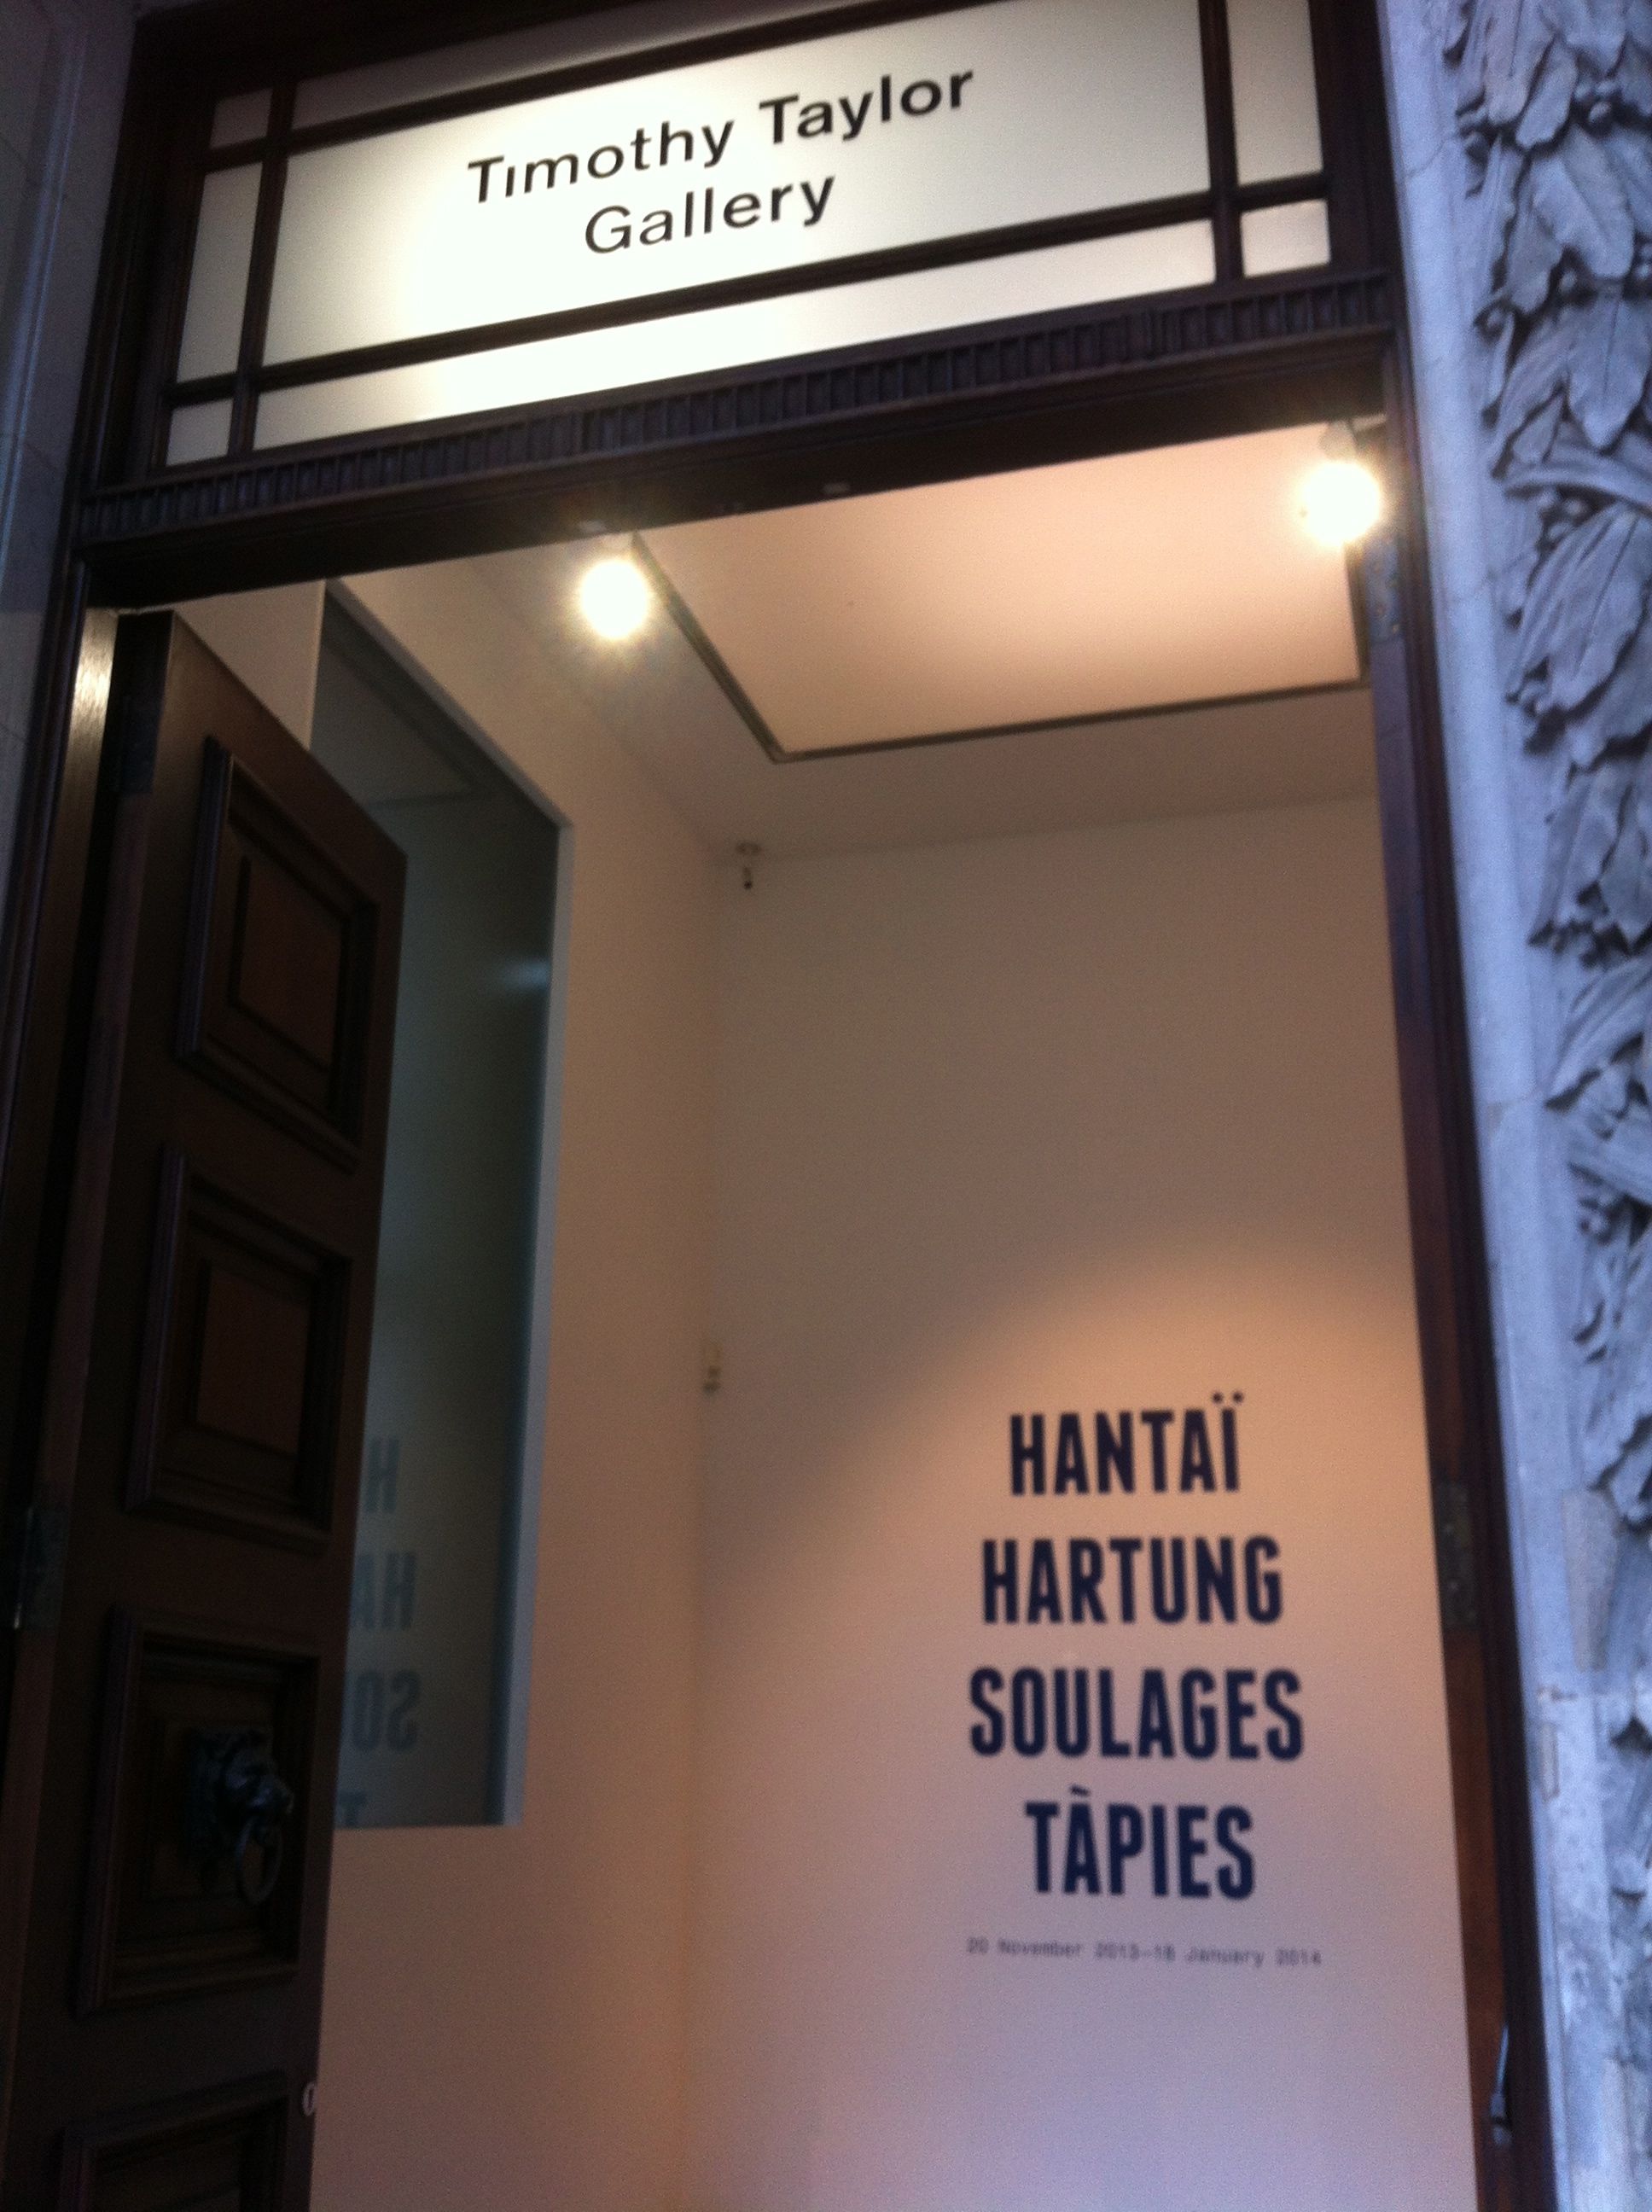 Timothy Taylor
Gallery
HANTAÏ
HARTUNG
SOULAGES
TÀPIES
20 November 2013–18 January 2014